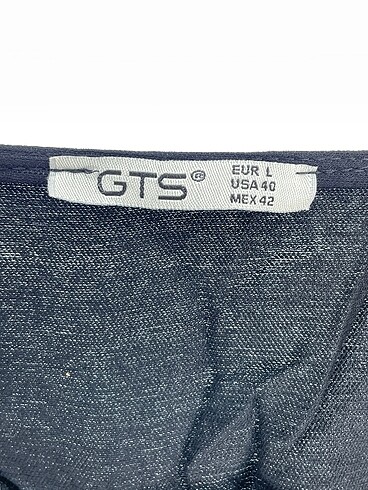 GTS®
EUR L
USA 40
MEX 42